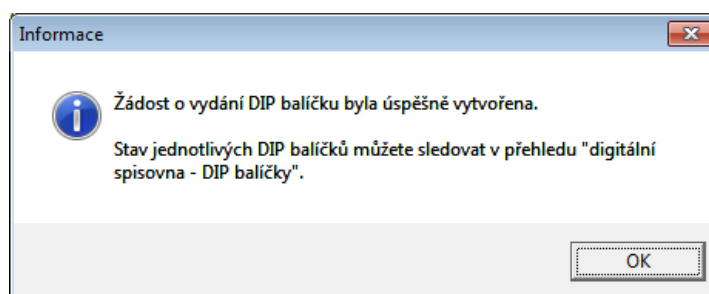 Informace
Žádost o vydání DIP balíčku byla úspěšně vytvořena.
Stav jednotlivých DIP balíčků můžete sledovat v přehledu "digitální
spisovna - DIP balíčky".
OK